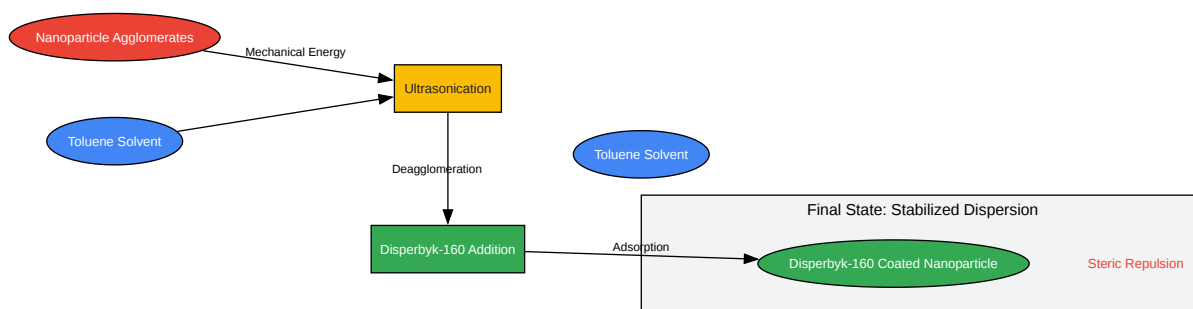 Nanoparticle Agglomerates
Mechanical Energy
Ultrasonication
Toluene Solvent
Toluene Solvent
Deagglomeration
Final State: Stabilized Dispersion
Disperbyk-160 Addition
Adsorption
Disperbyk-160 Coated Nanoparticle
Steric Repulsion